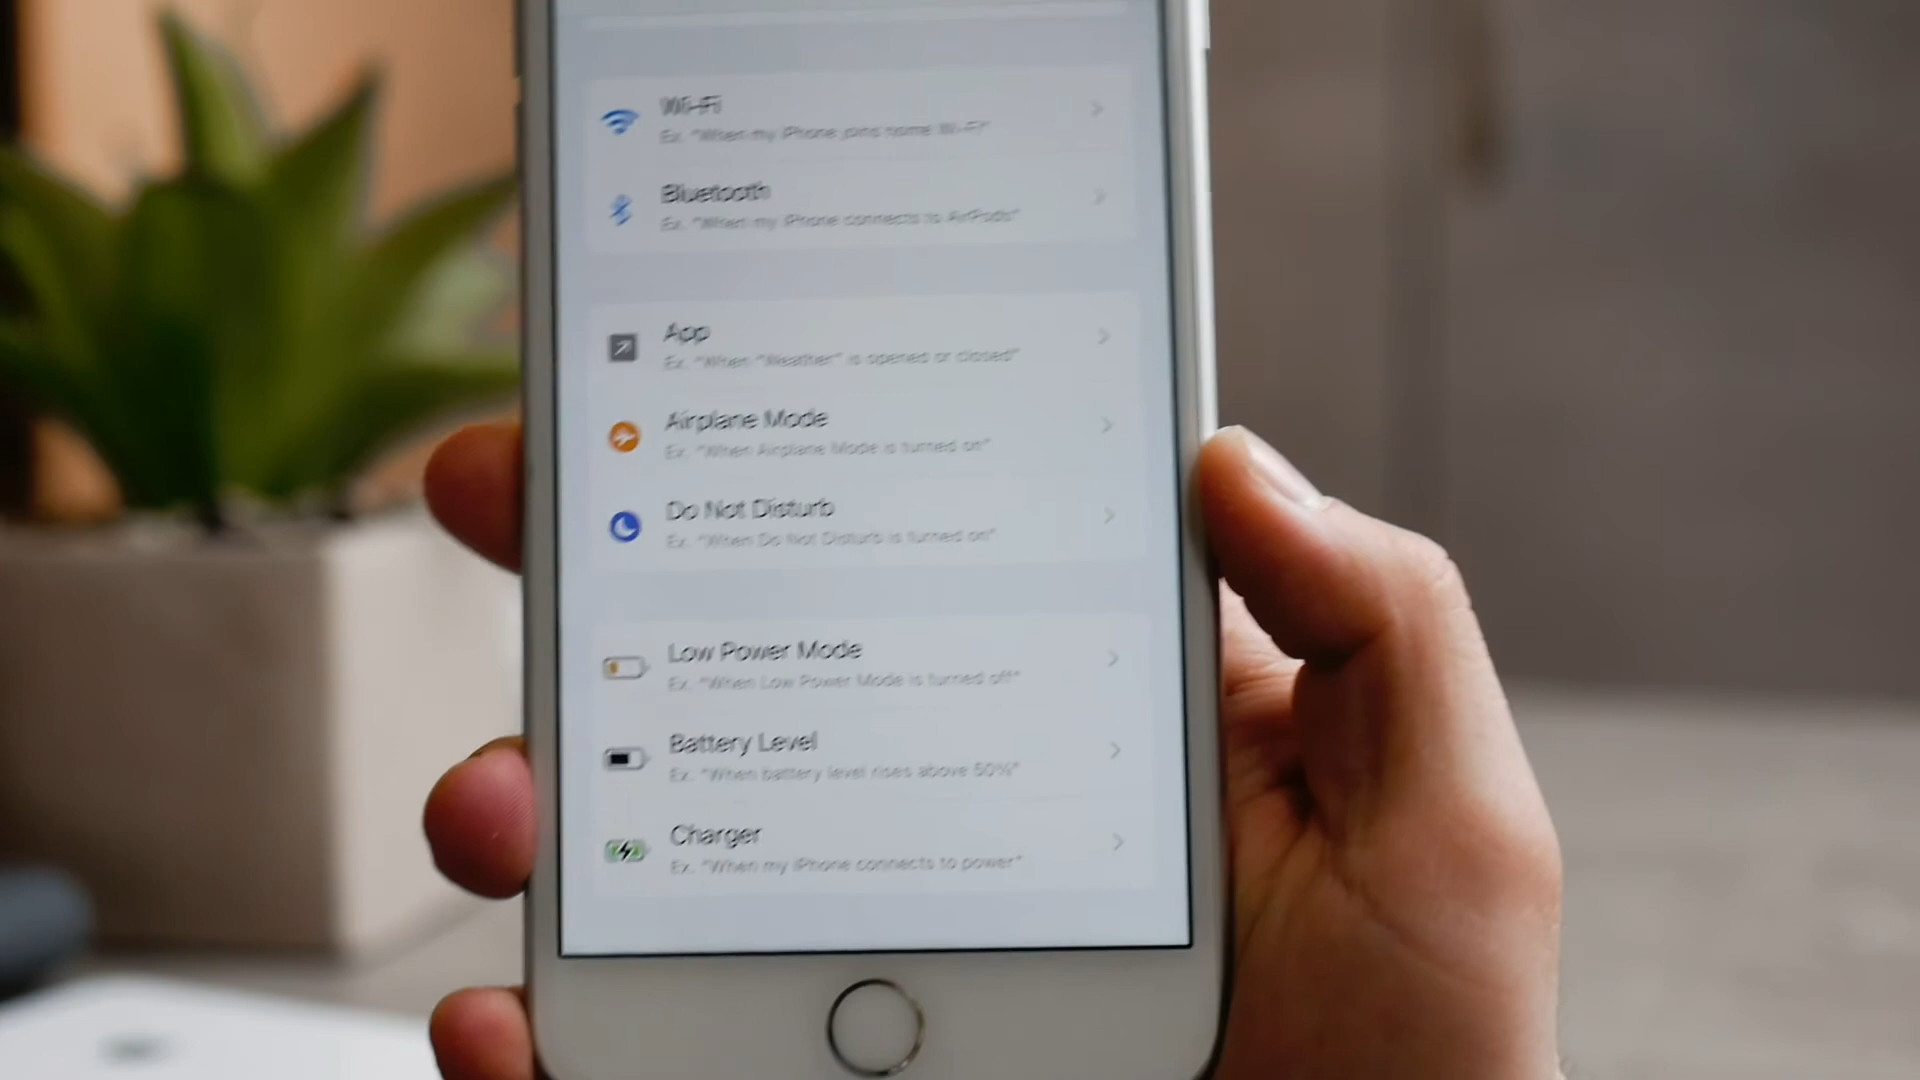 Wi-Fi
Ex. "When my iPhone joins home Wi-Fi"
Bluetooth
Ex. "When my iPhone connects to AirPods"
App
Ex. "When "Weather" is opened or closed"
Airplane Mode
Ex. "When Airplane Mode is turned on"
Do Not Disturb
Ex. "When Do Not Disturb is turned on"
Low Power Mode
Ex. "When Low Power Mode is turned off"
Battery Level
Ex. "When battery level rises above 50%"
Charger
Ex. "When my iPhone connects to power"